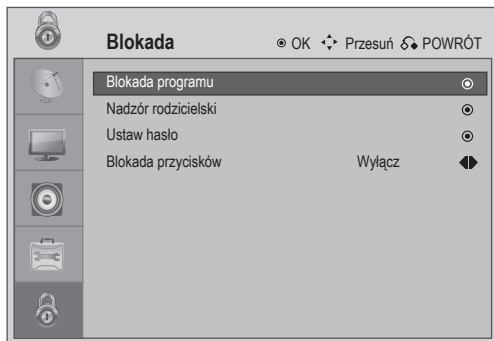 Blokada OK Przesuń POWRÓT
Blokada programu
Nadzór rodzicielski
Ustaw hasło
Blokada przycisków Wyłącz